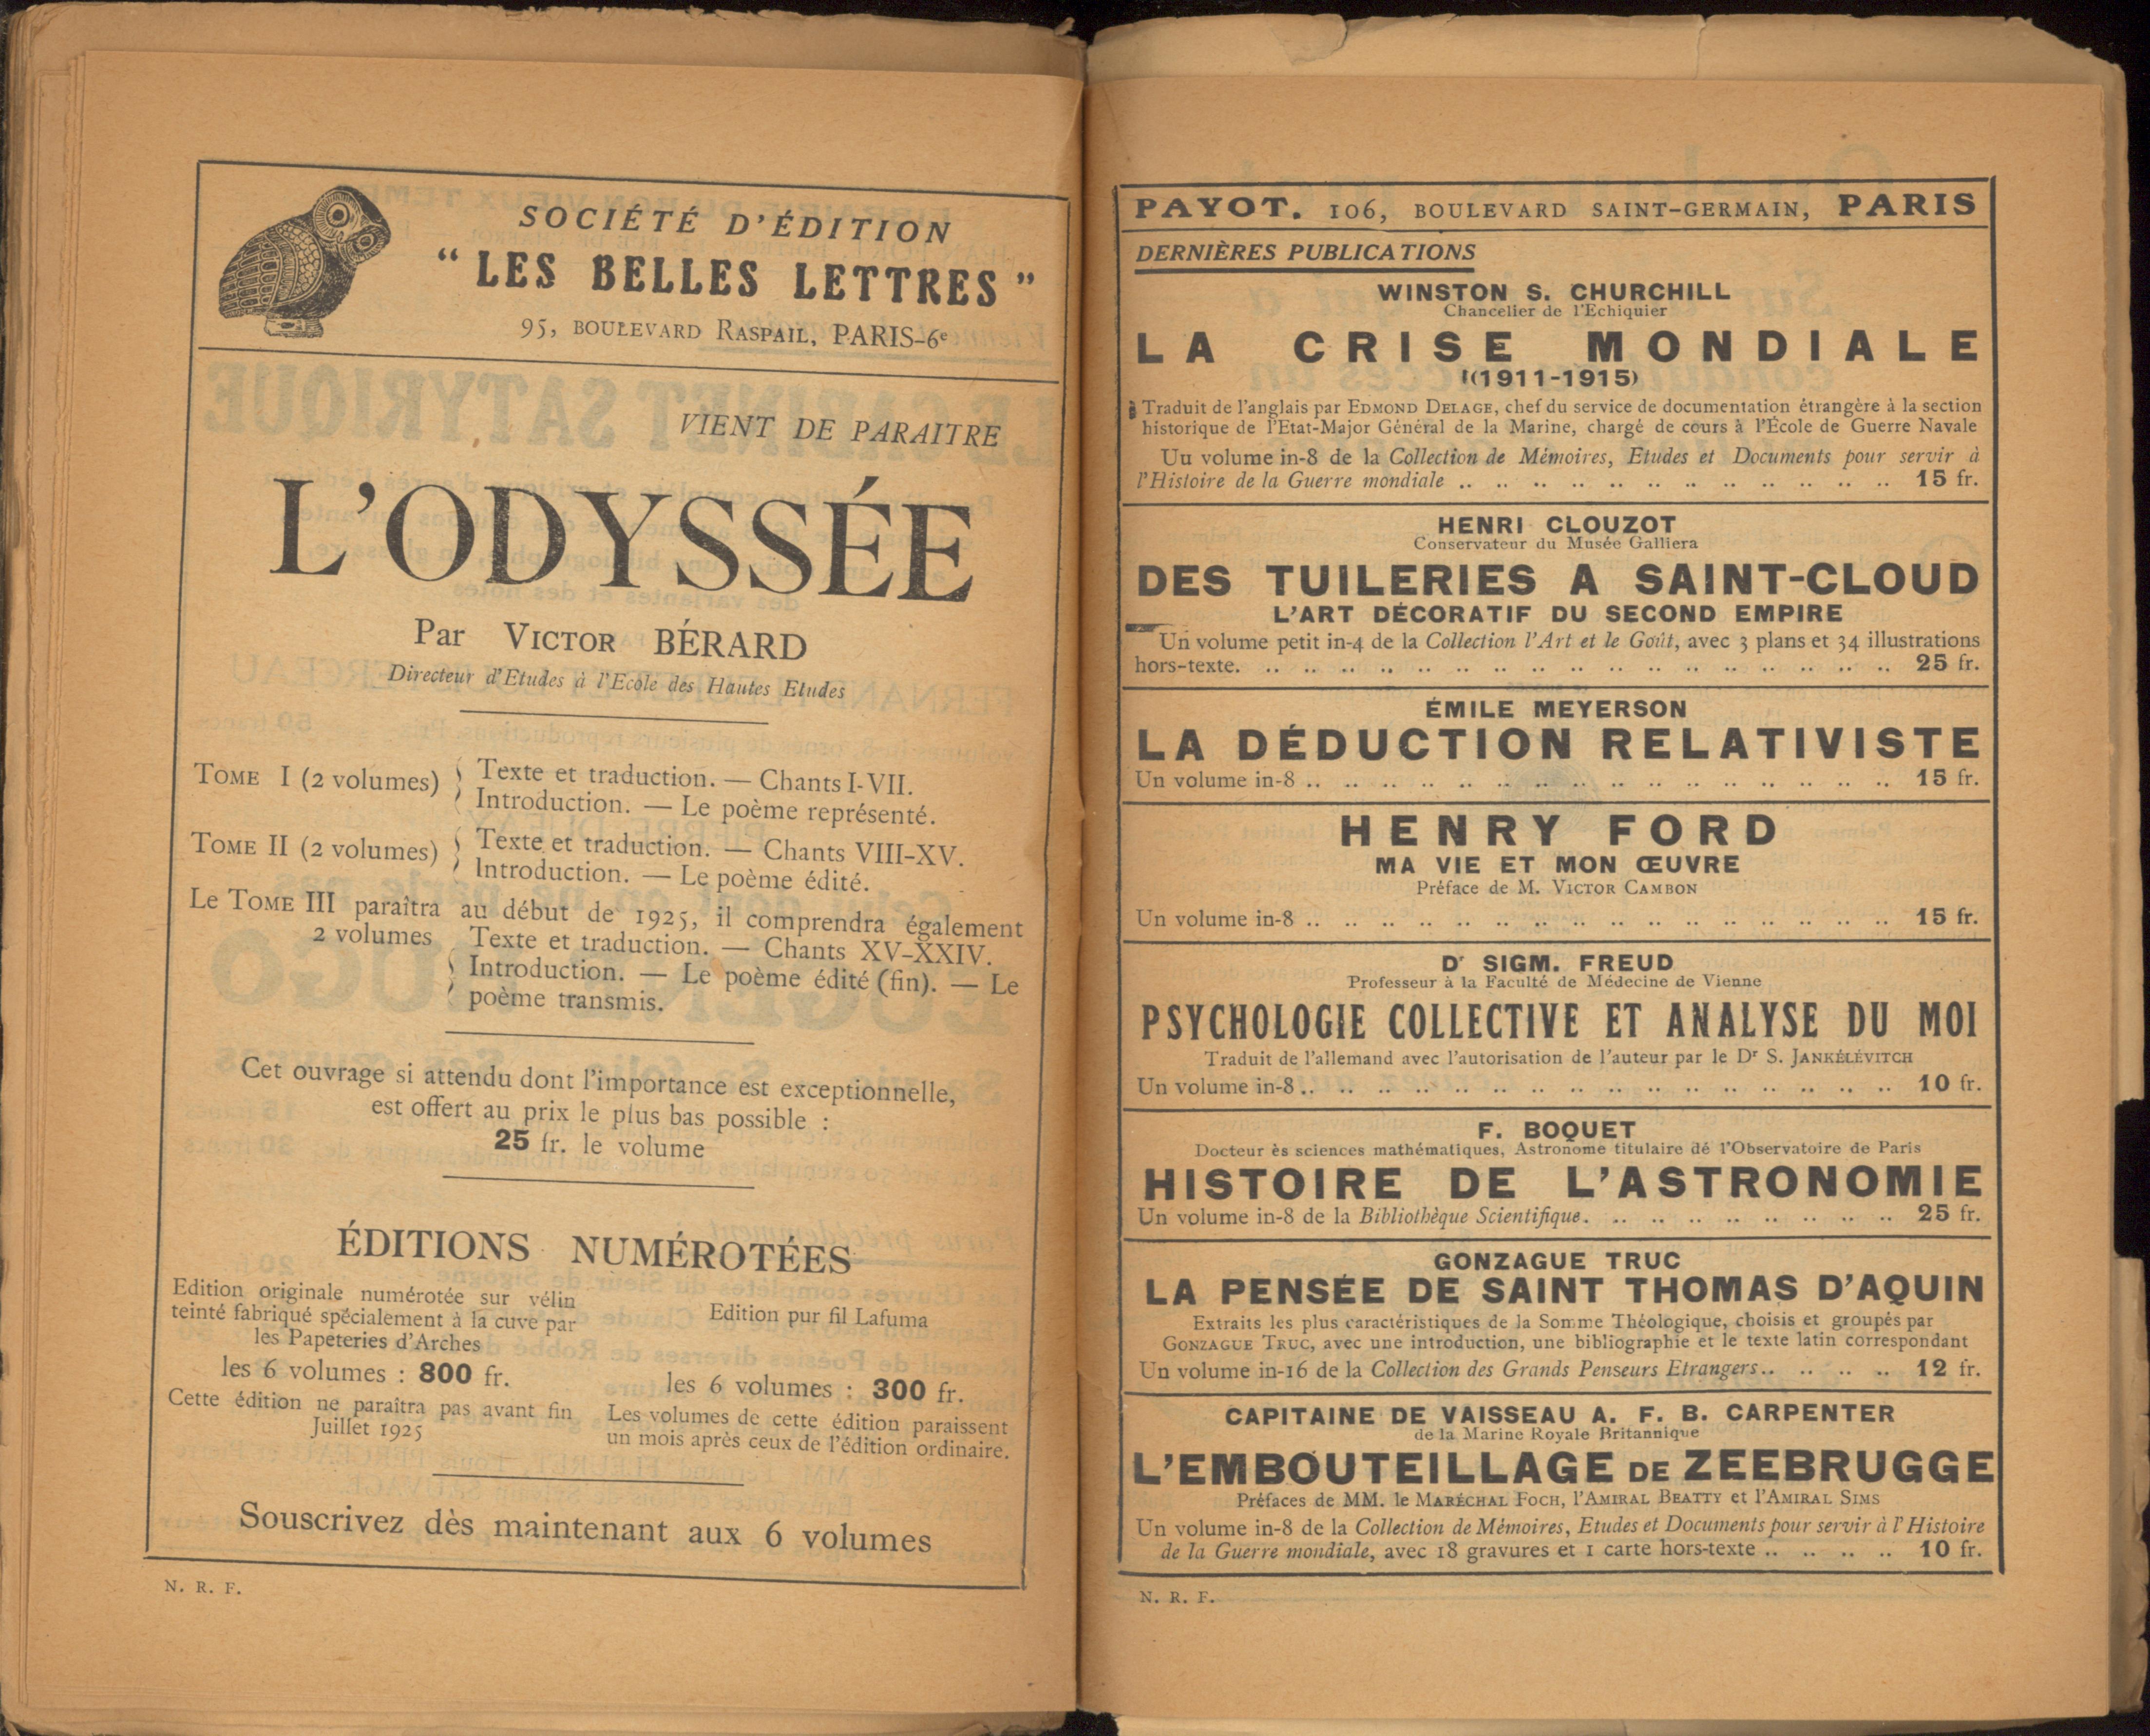 SOCIÉTÉ D'ÉDITION
“ LES BELLES LETTRES ”
95, BOULEVARD RASPAIL, PARIS-6e
VIENT DE PARAITRE
L'ODYSSÉE
Par VICTOR BÉRARD
Directeur d'Etudes à l'Ecole des Hautes Etudes
TOME I (2 volumes) { Texte et traduction. — Chants I-VII.
Introduction. — Le poème représenté.
TOME II (2 volumes) { Texte et traduction. — Chants VIII-XV.
Introduction. — Le poème édité.
Le TOME III paraîtra au début de 1925, il comprendra également
2 volumes { Texte et traduction. — Chants XV-XXIV.
Introduction. — Le poème édité (fin). — Le
poème transmis.
Cet ouvrage si attendu dont l'importance est exceptionnelle,
est offert au prix le plus bas possible :
25 fr. le volume
ÉDITIONS NUMÉROTÉES
Edition originale numérotée sur vélin
teinté fabriqué spécialement à la cuve par
les Papeteries d'Arches
les 6 volumes : 800 fr.
Cette édition ne paraîtra pas avant fin
Juillet 1925
Edition pur fil Lafuma
les 6 volumes : 300 fr.
Les volumes de cette édition paraissent
un mois après ceux de l'édition ordinaire.
Souscrivez dès maintenant aux 6 volumes
N. R. F.
PAYOT. 106, BOULEVARD SAINT-GERMAIN, PARIS
DERNIÈRES PUBLICATIONS
WINSTON S. CHURCHILL
Chancelier de l'Echiquier
LA CRISE MONDIALE
(1911-1915)
Traduit de l'anglais par EDMOND DELAGE, chef du service de documentation étrangère à la section
historique de l'Etat-Major Général de la Marine, chargé de cours à l'École de Guerre Navale
Uu volume in-8 de la Collection de Mémoires, Etudes et Documents pour servir à
l'Histoire de la Guerre mondiale .. .. .. .. .. .. .. .. .. .. .. .. 15 fr.
HENRI CLOUZOT
Conservateur du Musée Galliera
DES TUILERIES A SAINT-CLOUD
L'ART DÉCORATIF DU SECOND EMPIRE
Un volume petit in-4 de la Collection l'Art et le Goût, avec 3 plans et 34 illustrations
hors-texte. .. .. .. .. .. .. .. .. .. .. .. .. .. .. .. .. .. 25 fr.
ÉMILE MEYERSON
LA DÉDUCTION RELATIVISTE
Un volume in-8 .. .. .. .. .. .. .. .. .. .. .. .. .. .. .. .. 15 fr.
HENRY FORD
MA VIE ET MON ŒUVRE
Préface de M. VICTOR CAMBON
Un volume in-8 .. .. .. .. .. .. .. .. .. .. .. .. .. .. .. .. 15 fr.
Dr SIGM. FREUD
Professeur à la Faculté de Médecine de Vienne
PSYCHOLOGIE COLLECTIVE ET ANALYSE DU MOI
Traduit de l'allemand avec l'autorisation de l'auteur par le Dr S. JANKÉLÉVITCH
Un volume in-8 .. .. .. .. .. .. .. .. .. .. .. .. .. .. .. .. 10 fr.
F. BOQUET
Docteur ès sciences mathématiques, Astronome titulaire dé l'Observatoire de Paris
HISTOIRE DE L'ASTRONOMIE
Un volume in-8 de la Bibliothèque Scientifique. .. .. .. .. .. .. .. .. 25 fr.
GONZAGUE TRUC
LA PENSÉE DE SAINT THOMAS D'AQUIN
Extraits les plus caractéristiques de la Somme Théologique, choisis et groupés par
GONZAGUE TRUC, avec une introduction, une bibliographie et le texte latin correspondant
Un volume in-16 de la Collection des Grands Penseurs Etrangers.. .. .. .. 12 fr.
CAPITAINE DE VAISSEAU A. F. B. CARPENTER
de la Marine Royale Britannique
L'EMBOUTEILLAGE DE ZEEBRUGGE
Préfaces de MM. le MARÉCHAL FOCH, l'AMIRAL BEATTY et l'AMIRAL SIMS
Un volume in-8 de la Collection de Mémoires, Etudes et Documents pour servir à l'Histoire
de la Guerre mondiale, avec 18 gravures et 1 carte hors-texte .. .. .. .. 10 fr.
N. R. F.